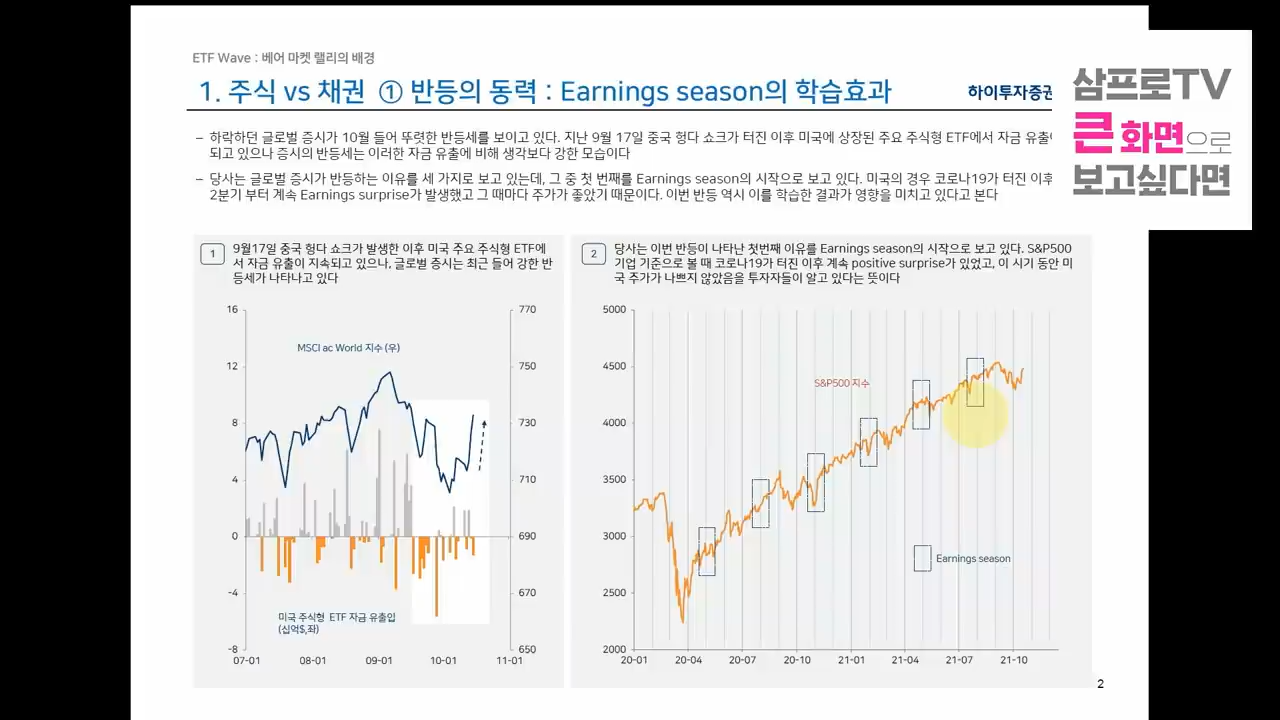 ETF Wave : 베어 마켓 랠리의 배경
1. 주식 vs 채권 ① 반등의 동력 : Earnings season의 학습효과
하이투자증권
삼프로TV
큰 화면으로
보고싶다면
– 하락하던 글로벌 증시가 10월 들어 뚜렷한 반등세를 보이고 있다. 지난 9월 17일 중국 헝다 쇼크가 터진 이후 미국에 상장된 주요 주식형 ETF에서 자금 유출
되고 있으나 증시의 반등세는 이러한 자금 유출에 비해 생각보다 강한 모습이다
– 당사는 글로벌 증시가 반등하는 이유를 세 가지로 보고 있는데, 그 중 첫 번째를 Earnings season의 시작으로 보고 있다. 미국의 경우 코로나19가 터진 이후
2분기 부터 계속 Earnings surprise가 발생했고 그 때마다 주가가 좋았기 때문이다. 이번 반등 역시 이를 학습한 결과가 영향을 미치고 있다고 본다
1
9월17일 중국 헝다 쇼크가 발생한 이후 미국 주요 주식형 ETF에
서 자금 유출이 지속되고 있으나, 글로벌 증시는 최근 들어 강한 반
등세가 나타나고 있다
16
12
8
4
0
-4
-8
770
750
730
710
690
670
650
MSCI ac World 지수 (우)
미국 주식형 ETF 자금 유출입
(십억$,좌)
07-01 08-01 09-01 10-01 11-01
2
당사는 이번 반등이 나타난 첫번째 이유를 Earnings season의 시작으로 보고 있다. S&P500
기업 기준으로 볼 때 코로나19가 터진 이후 계속 positive surprise가 있었고, 이 시기 동안 미
국 주가가 나쁘지 않았음을 투자자들이 알고 있다는 뜻이다
5000
4500
4000
3500
3000
2500
2000
S&P500 지수
Earnings season
20-01 20-04 20-07 20-10 21-01 21-04 21-07 21-10
2